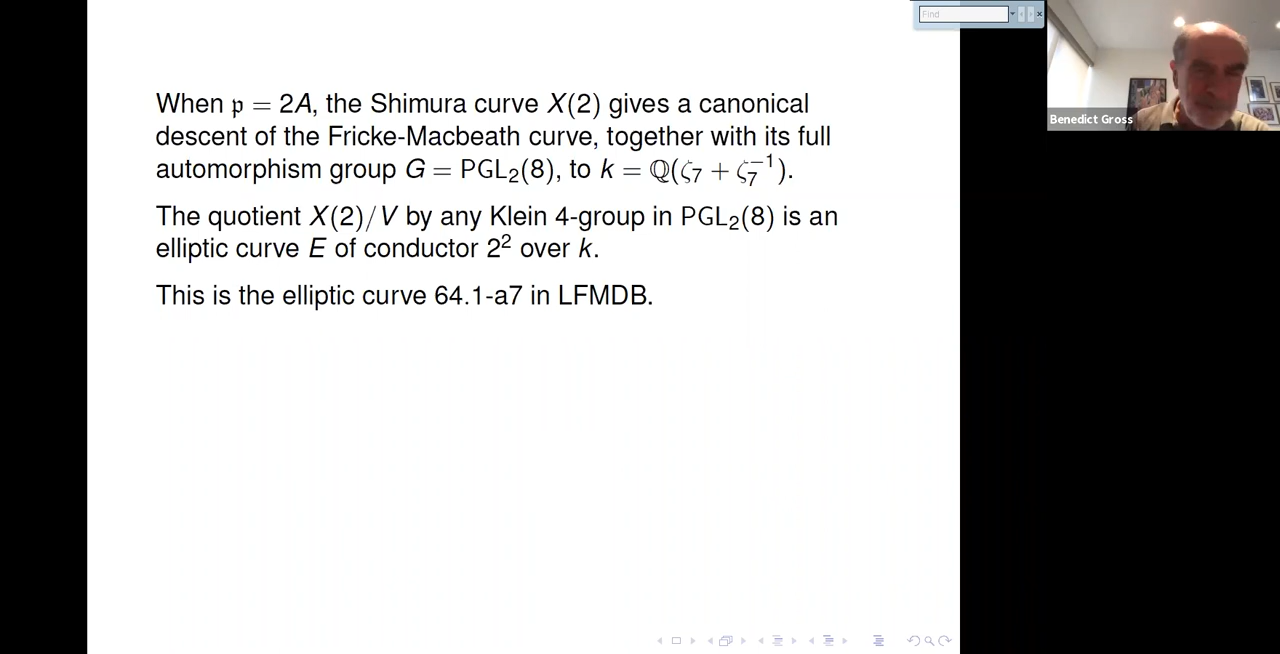 Find
Benedict Gross
When 𝔭 = 2A, the Shimura curve X(2) gives a canonical
descent of the Fricke-Macbeath curve, together with its full
automorphism group G = PGL₂(8), to k = ℚ(ζ₇ + ζ₇⁻¹).
The quotient X(2)/V by any Klein 4-group in PGL₂(8) is an
elliptic curve E of conductor 2² over k.
This is the elliptic curve 64.1-a7 in LFMDB.